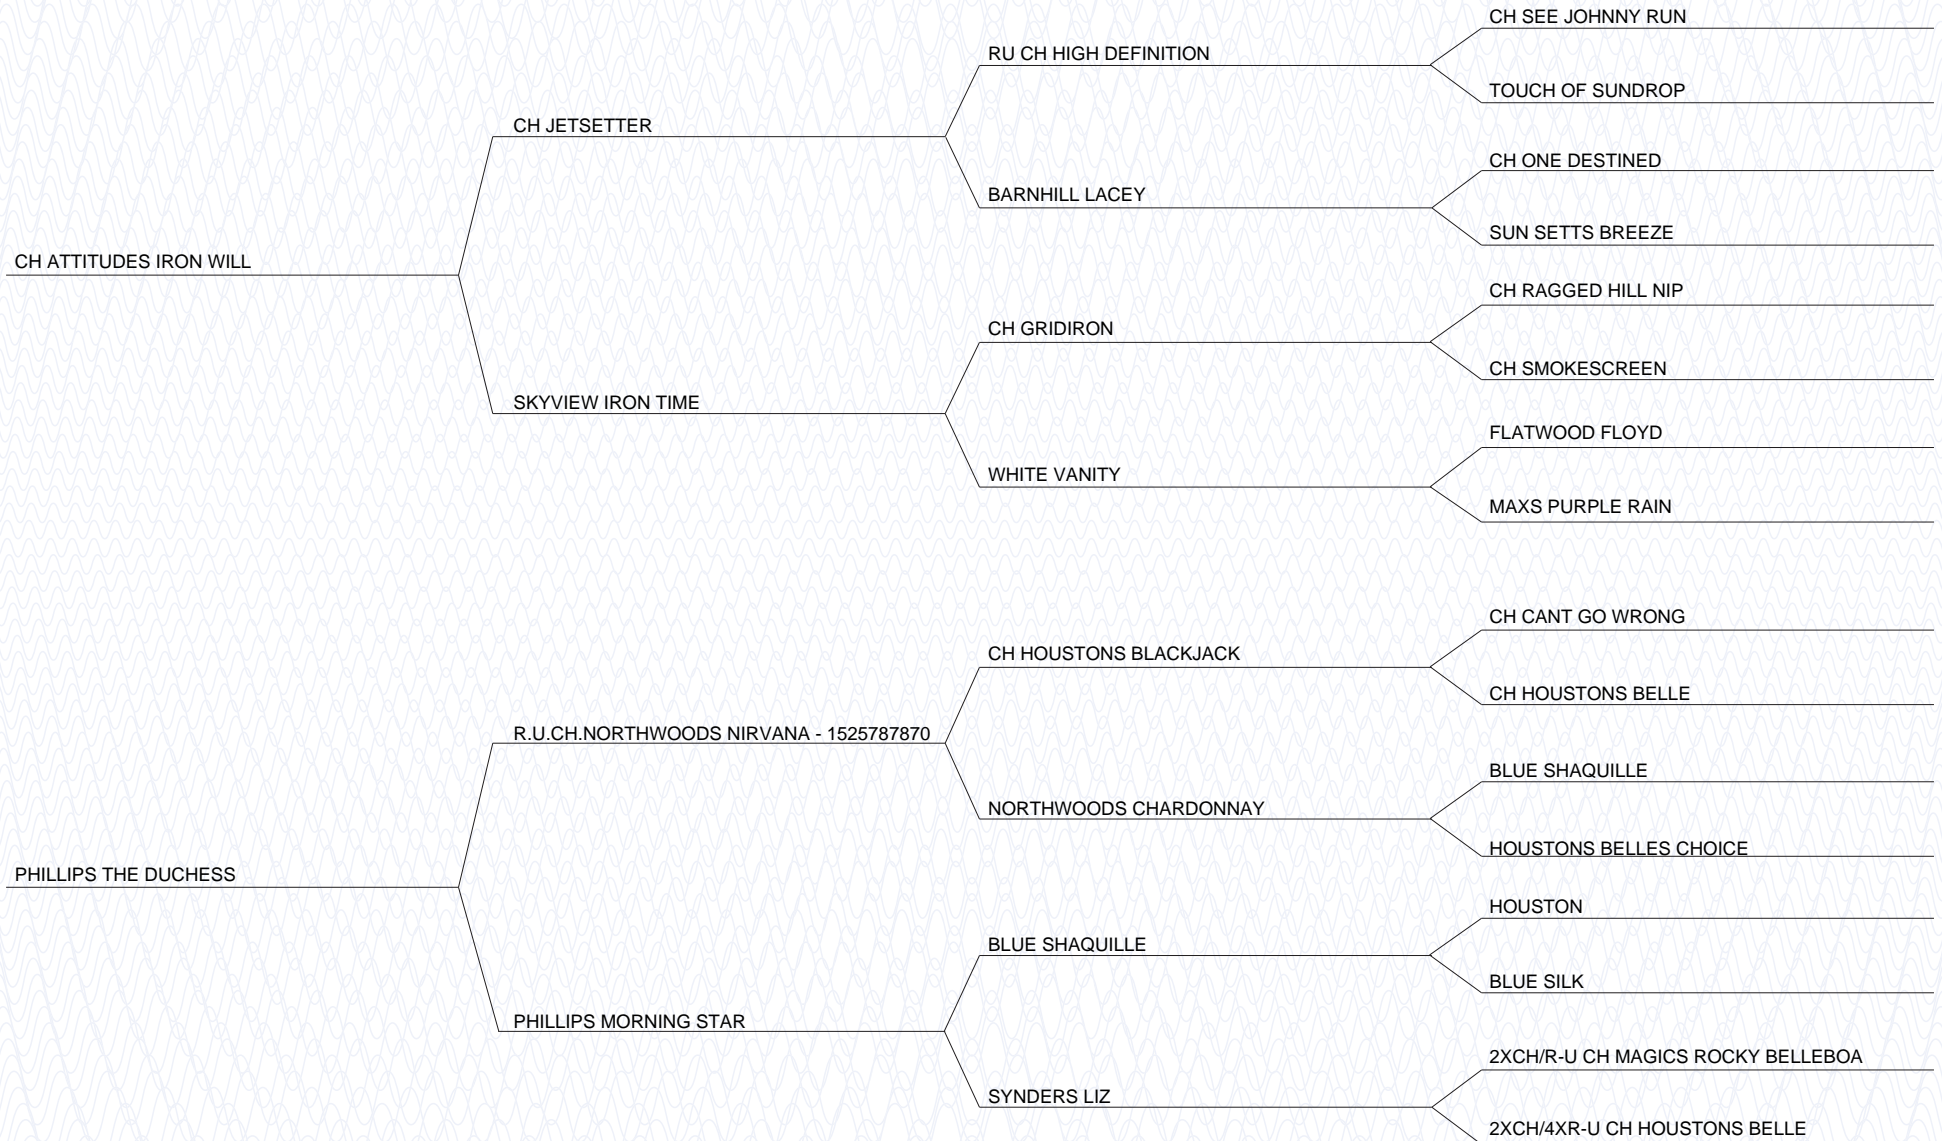 CH SEE JOHNNY RUN
RU CH HIGH DEFINITION
TOUCH OF SUNDROP
CH JETSETTER
CH ONE DESTINED
BARNHILL LACEY
SUN SETTS BREEZE
CH ATTITUDES IRON WILL
CH RAGGED HILL NIP
CH GRIDIRON
CH SMOKESCREEN
SKYVIEW IRON TIME
FLATWOOD FLOYD
WHITE VANITY
MAXS PURPLE RAIN
CH CANT GO WRONG
CH HOUSTONS BLACKJACK
CH HOUSTONS BELLE
R.U.CH.NORTHWOODS NIRVANA - 1525787870
BLUE SHAQUILLE
NORTHWOODS CHARDONNAY
HOUSTONS BELLES CHOICE
PHILLIPS THE DUCHESS
HOUSTON
BLUE SHAQUILLE
BLUE SILK
PHILLIPS MORNING STAR
2XCH/R-U CH MAGICS ROCKY BELLEBOA
SYNDERS LIZ
2XCH/4XR-U CH HOUSTONS BELLE